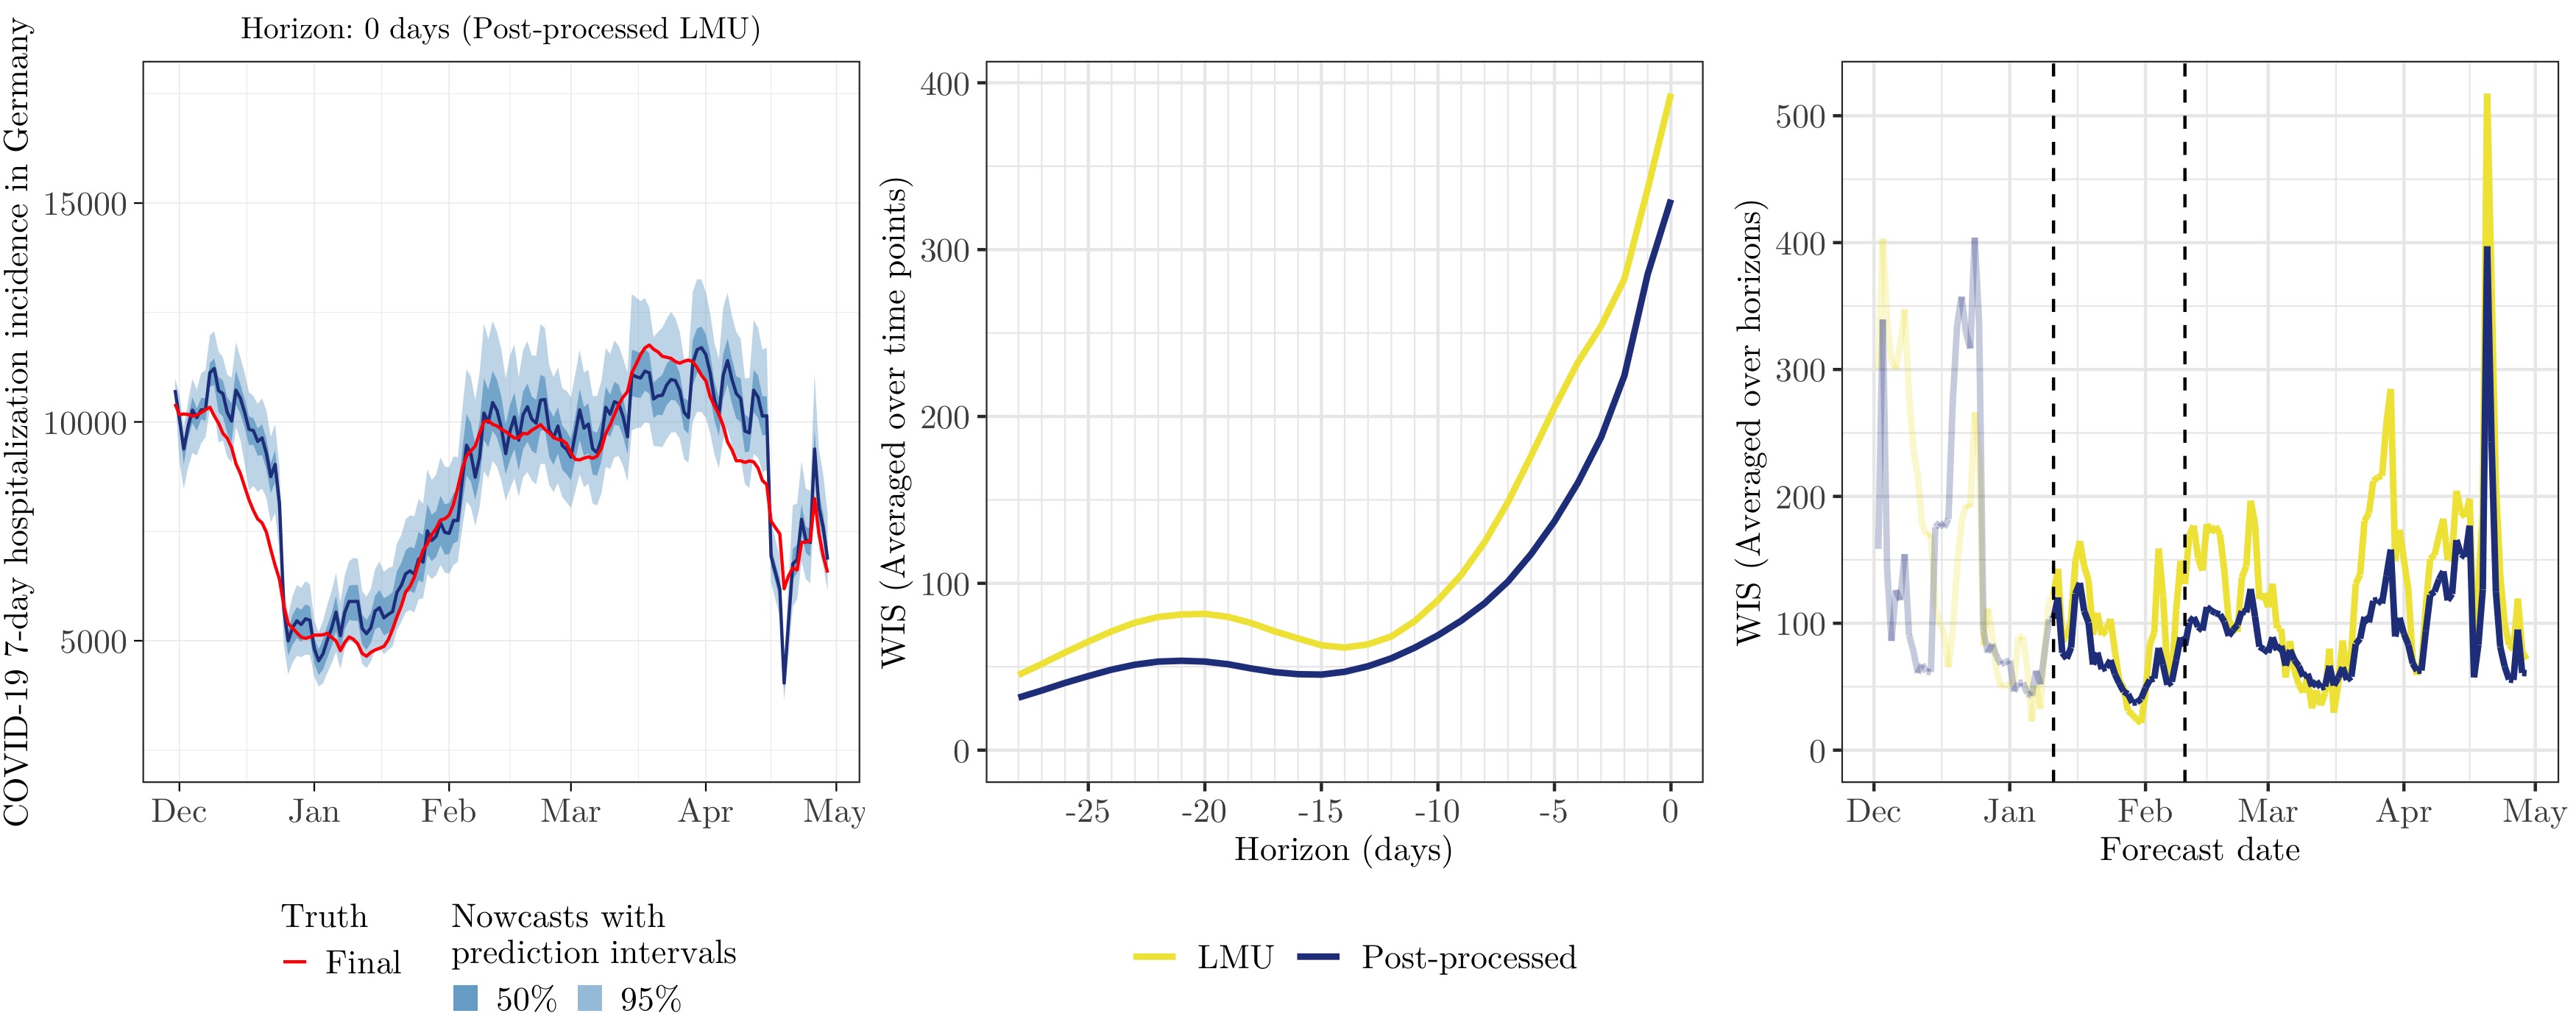 Horizon: 0 days (Post-processed LMU)
COVID-19 7-day hospitalization incidence in Germany
15000
10000
5000
Dec Jan Feb Mar Apr May
Truth
Final
Nowcasts with
prediction intervals
50% 95%
WIS (Averaged over time points)
400
300
200
100
0
-25 -20 -15 -10 -5 0
Horizon (days)
LMU Post-processed
WIS (Averaged over horizons)
500
400
300
200
100
0
Dec Jan Feb Mar Apr May
Forecast date